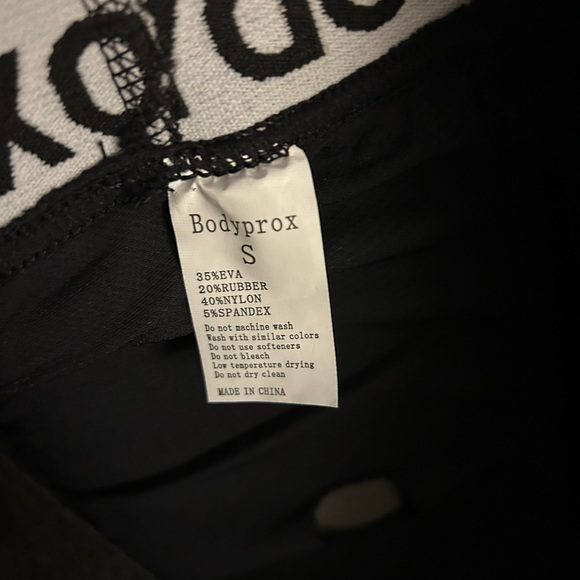 Bodyprox
S
35%EVA
20%RUBBER
40%NYLON
5%SPANDEX
Do not machine wash
Wash with similar colors
Do not use softeners
Do not bleach
Low temperature drying
Do not dry clean
MADE IN CHINA